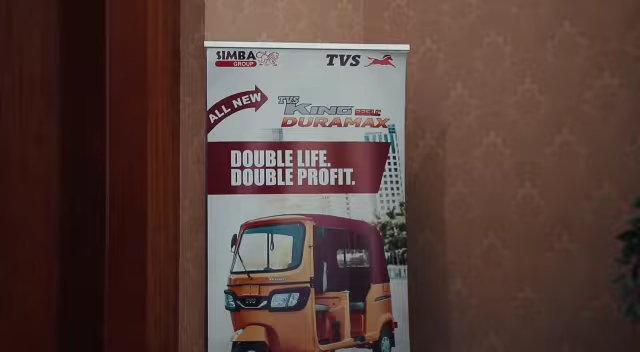 SIMBA
GROUP
TVS
ALL NEW
TVS
KING
DURAMAX
DOUBLE LIFE.
DOUBLE PROFIT.